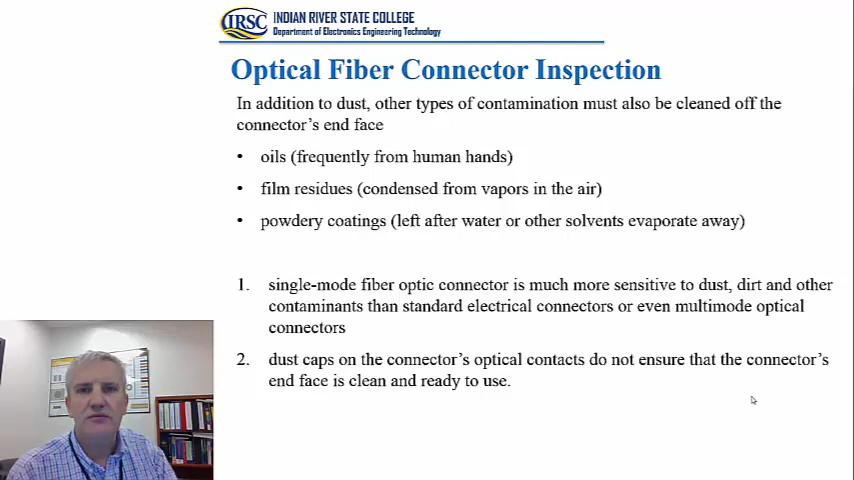 IRSC
INDIAN RIVER STATE COLLEGE
Department of Electronics Engineering Technology
Optical Fiber Connector Inspection
In addition to dust, other types of contamination must also be cleaned off the
connector's end face
• oils (frequently from human hands)
• film residues (condensed from vapors in the air)
• powdery coatings (left after water or other solvents evaporate away)
1. single-mode fiber optic connector is much more sensitive to dust, dirt and other
contaminants than standard electrical connectors or even multimode optical
connectors
2. dust caps on the connector's optical contacts do not ensure that the connector's
end face is clean and ready to use.